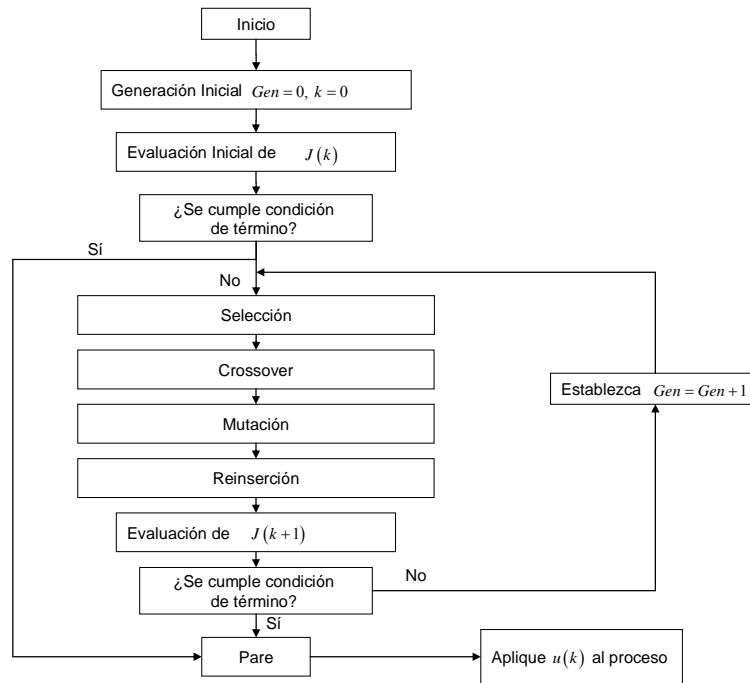 Inicio
Generación Inicial Gen = 0, k = 0
Evaluación Inicial de J(k)
¿Se cumple condición
de término?
Sí
No
Selección
Crossover
Establezca Gen = Gen + 1
Mutación
Reinserción
Evaluación de J(k+1)
¿Se cumple condición
de término?
No
Sí
Pare
Aplique u(k) al proceso